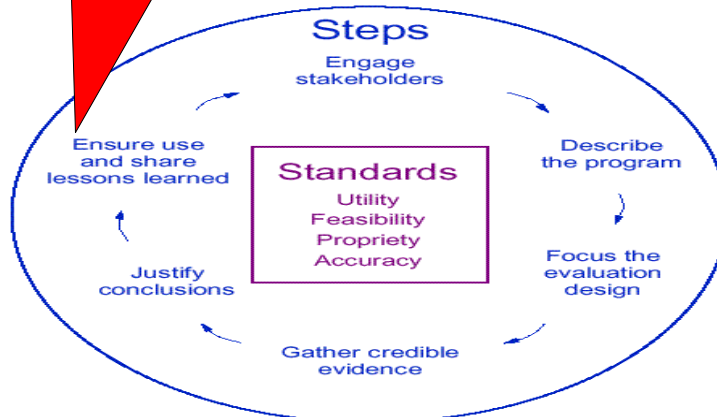 Steps
Engage
stakeholders
Describe
the program
Focus the
evaluation
design
Gather credible
evidence
Justify
conclusions
Ensure use
and share
lessons learned
Standards
Utility
Feasibility
Propriety
Accuracy